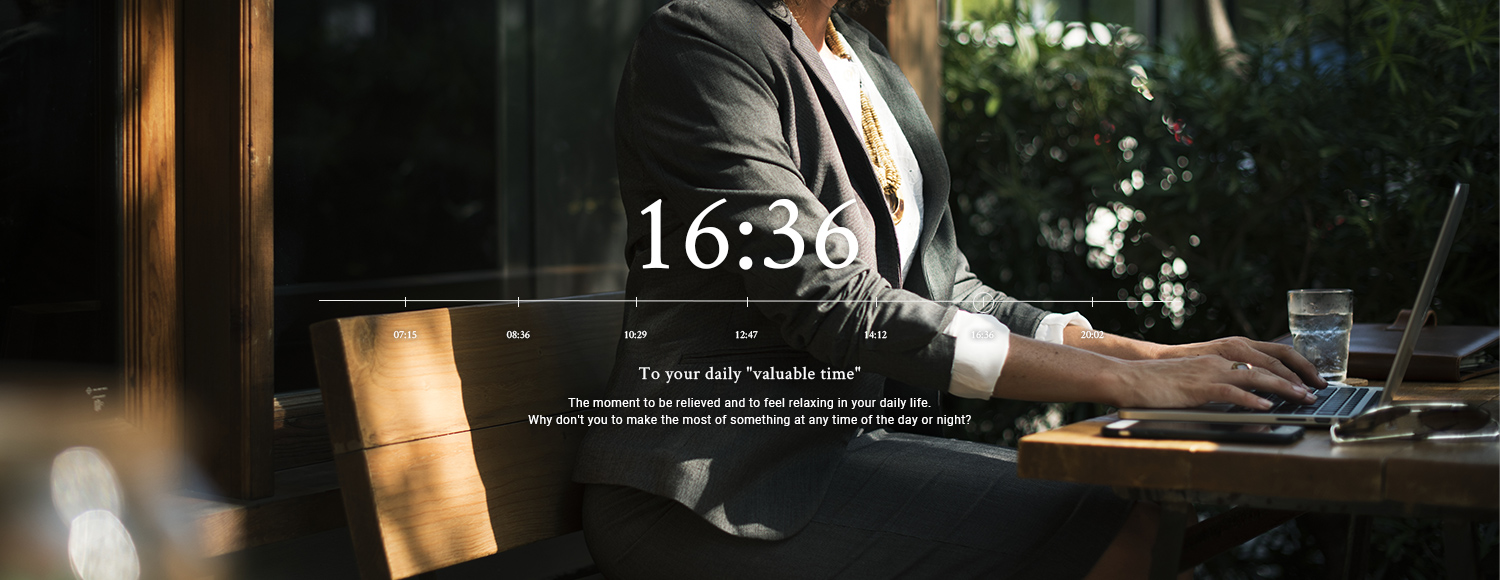 16:36
07:15 08:36 10:29 12:47 14:12 16:36 20:02
To your daily "valuable time"
The moment to be relieved and to feel relaxing in your daily life.
Why don't you to make the most of something at any time of the day or night?